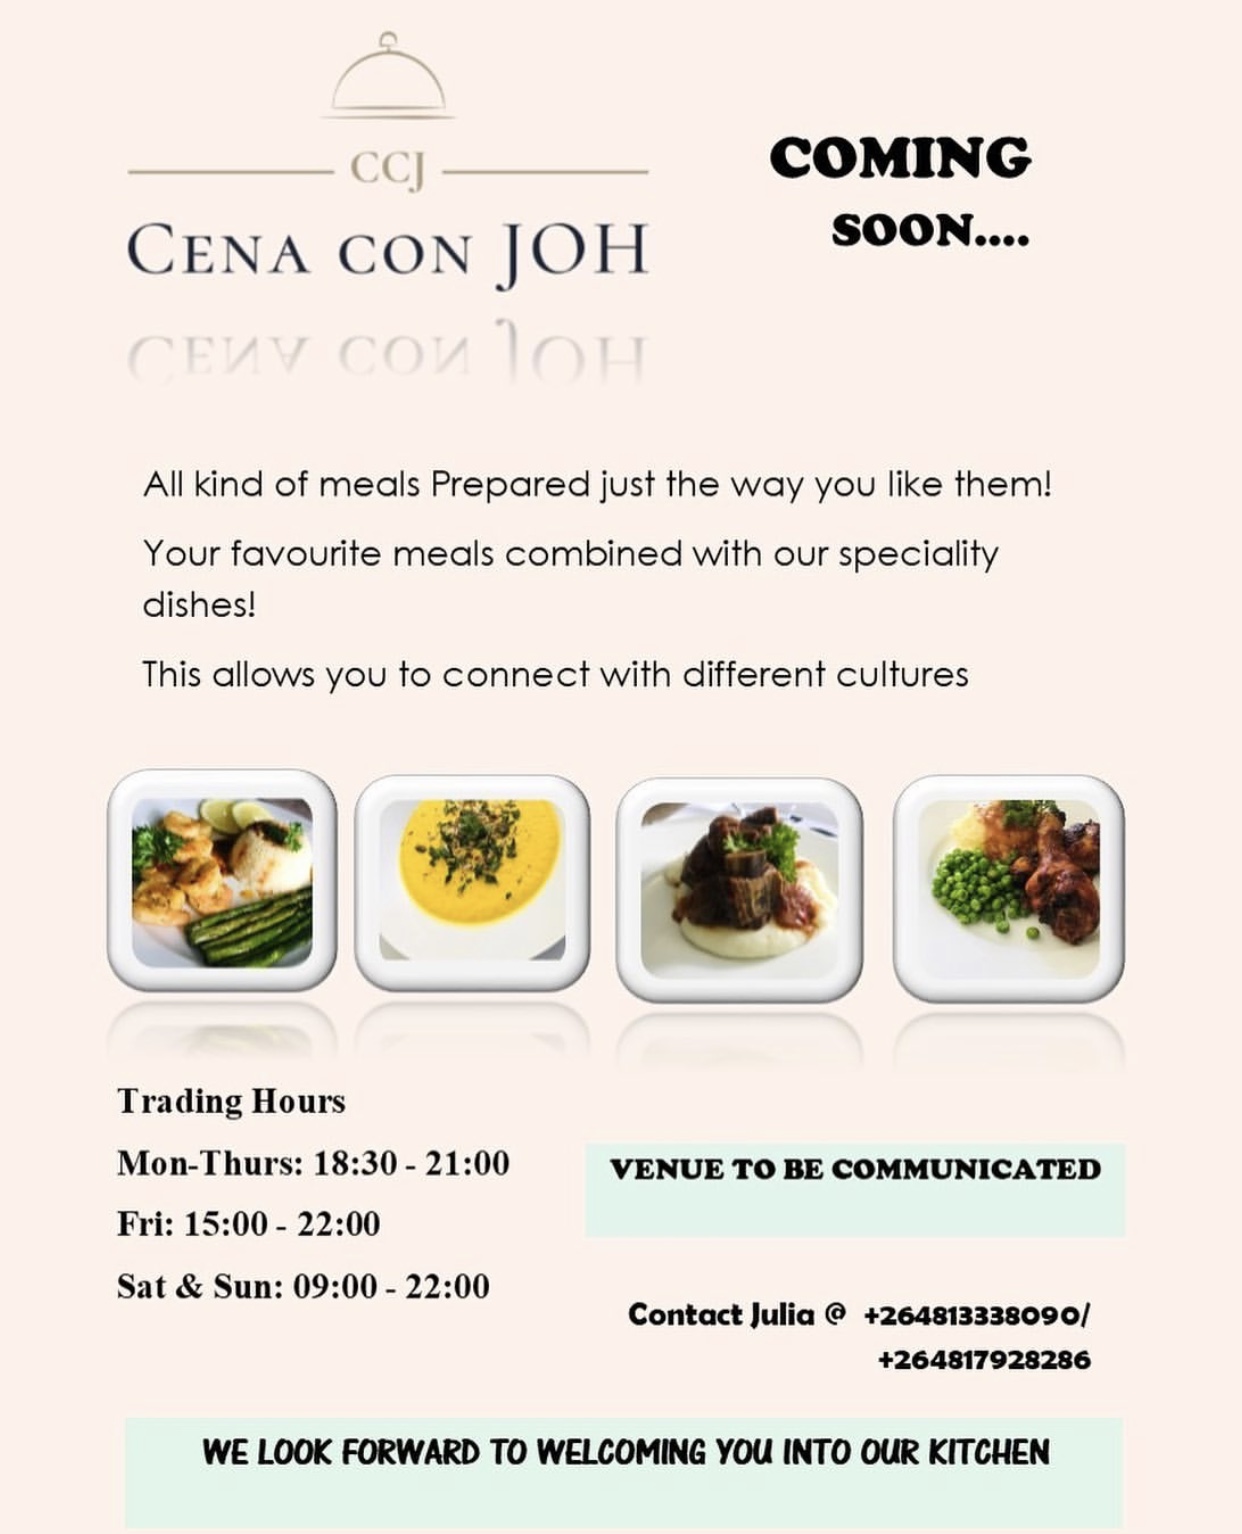 CCJ
CENA CON JOH
COMING
SOON....
All kind of meals Prepared just the way you like them!
Your favourite meals combined with our speciality
dishes!
This allows you to connect with different cultures
Trading Hours
Mon-Thurs: 18:30 - 21:00
Fri: 15:00 - 22:00
Sat & Sun: 09:00 - 22:00
VENUE TO BE COMMUNICATED
Contact Julia @ +264813338090/
+264817928286
WE LOOK FORWARD TO WELCOMING YOU INTO OUR KITCHEN